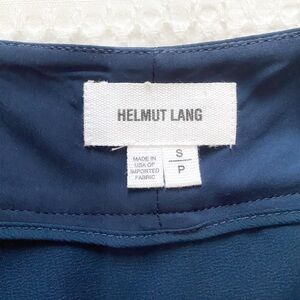 HELMUT LANG
MADE IN
USA OF
IMPORTED
FABRIC
S
P